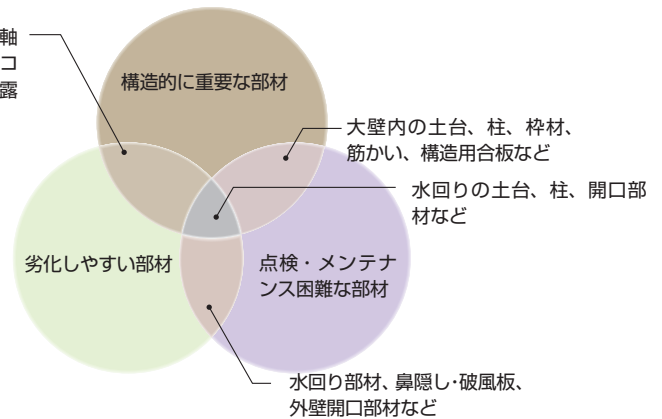 軸
コ
露
構造的に重要な部材
大壁内の土台、柱、枠材、
筋かい、構造用合板など
水回りの土台、柱、開口部
材など
劣化しやすい部材
点検・メンテナ
ンス困難な部材
水回り部材、鼻隠し・破風板、
外壁開口部材など